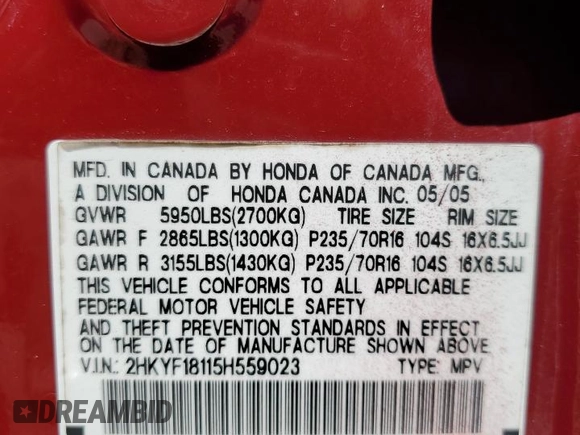 MFD. IN CANADA BY HONDA OF CANADA MFG.,
A DIVISION OF HONDA CANADA INC. 05/05
GVWR 5950LBS(2700KG) TIRE SIZE RIM SIZE
GAWR F 2865LBS(1300KG) P235/70R16 104S 16X6.5JJ
GAWR R 3155LBS(1430KG) P235/70R16 104S 16X6.5JJ
THIS VEHICLE CONFORMS TO ALL APPLICABLE
FEDERAL MOTOR VEHICLE SAFETY
AND THEFT PREVENTION STANDARDS IN EFFECT
ON THE DATE OF MANUFACTURE SHOWN ABOVE.
V.I.N.: 2HKYF18115H559023 TYPE: MPV
DREAMBID